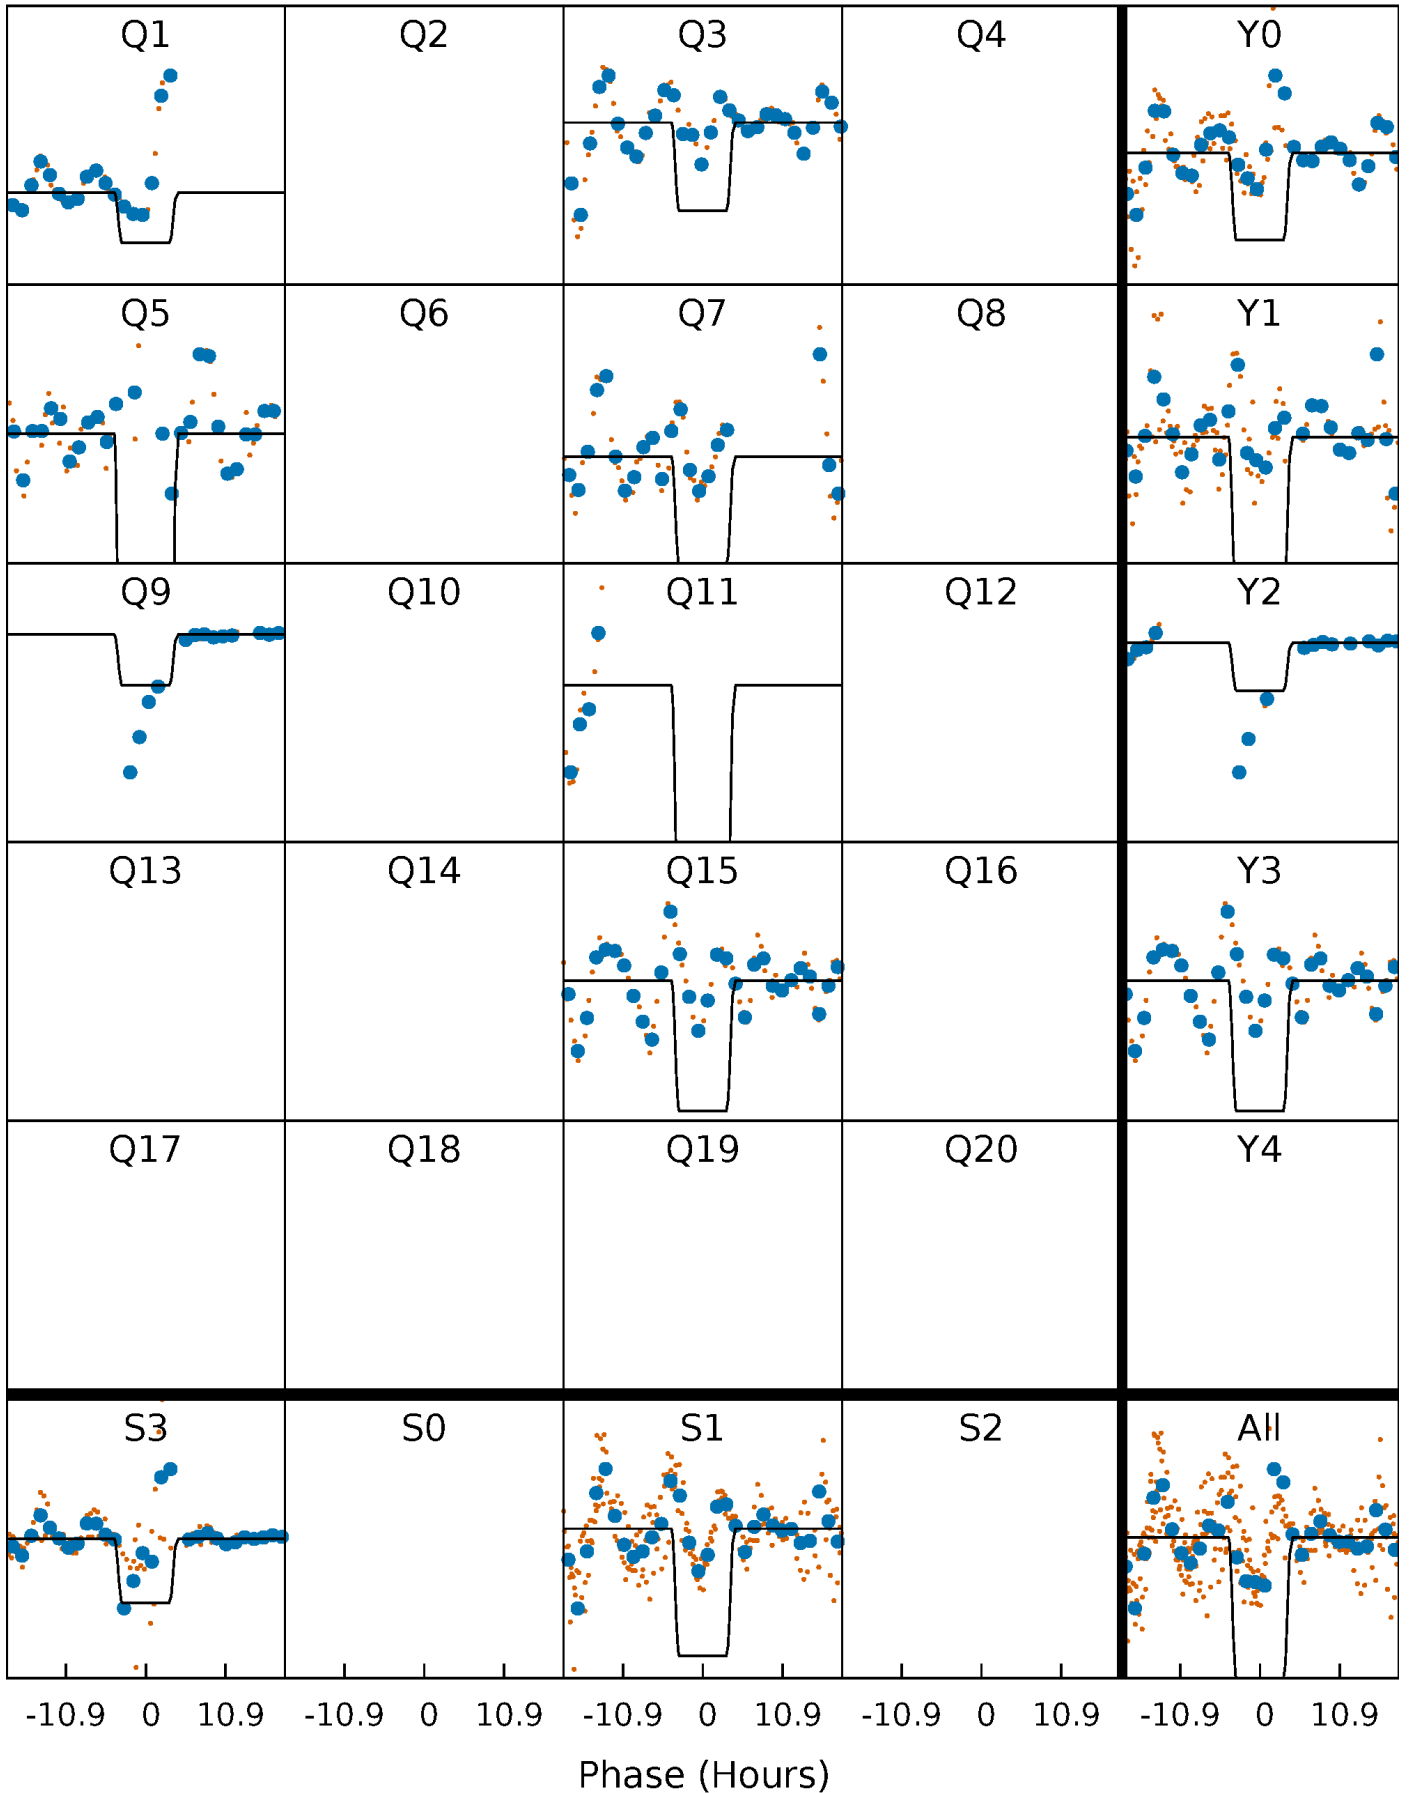 Q1 Q2 Q3 Q4 Y0
Q5 Q6 Q7 Q8 Y1
Q9 Q10 Q11 Q12 Y2
Q13 Q14 Q15 Q16 Y3
Q17 Q18 Q19 Q20 Y4
S3 S0 S1 S2 All
-10.9 0 10.9 -10.9 0 10.9 -10.9 0 10.9 -10.9 0 10.9 -10.9 0 10.9
Phase (Hours)